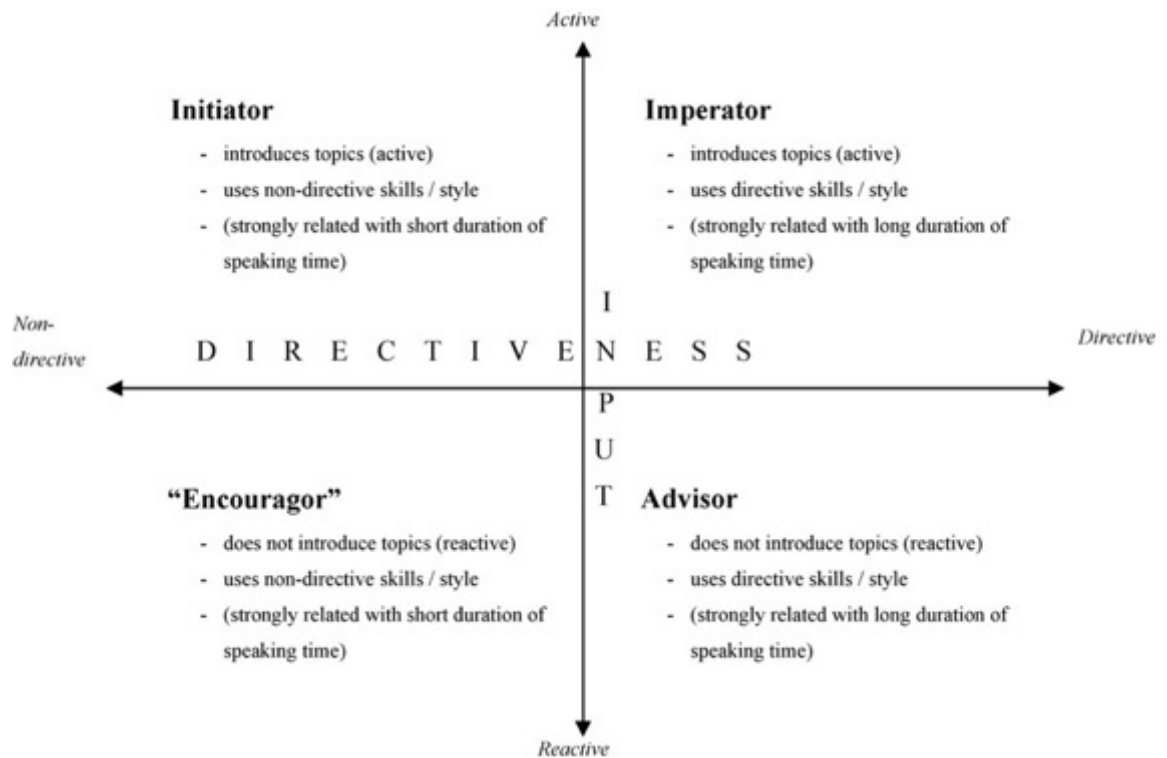 Active
Initiator
- introduces topics (active)
- uses non-directive skills / style
- (strongly related with short duration of
speaking time)
Imperator
- introduces topics (active)
- uses directive skills / style
- (strongly related with long duration of
speaking time)
Non-
directive
D I R E C T I V E N E S S
Directive
I N P U T
“Encouragor”
- does not introduce topics (reactive)
- uses non-directive skills / style
- (strongly related with short duration of
speaking time)
Advisor
- does not introduce topics (reactive)
- uses directive skills / style
- (strongly related with long duration of
speaking time)
Reactive